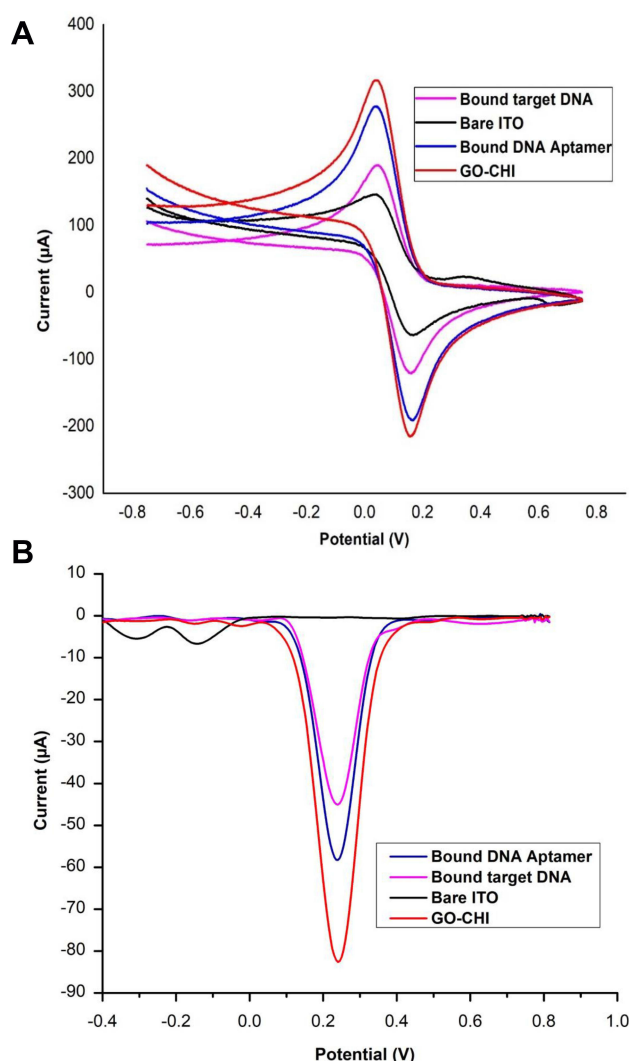 A
400
300
200
100
0
-100
-200
-300
Current (µA)
Bound target DNA
Bare ITO
Bound DNA Aptamer
GO-CHI
-0.8 -0.6 -0.4 -0.2 0.0 0.2 0.4 0.6 0.8
Potential (V)
B
10
0
-10
-20
-30
-40
-50
-60
-70
-80
-90
Current (µA)
Bound DNA Aptamer
Bound target DNA
Bare ITO
GO-CHI
-0.4 -0.2 0.0 0.2 0.4 0.6 0.8 1.0
Potential (V)